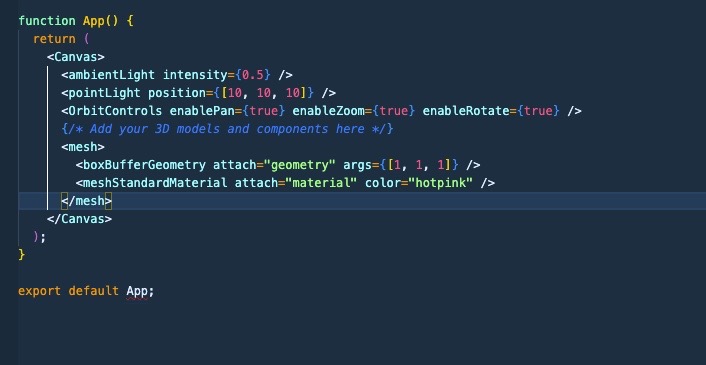 function App() {
  return (
    <Canvas>
      <ambientLight intensity={0.5} />
      <pointLight position={[10, 10, 10]} />
      <OrbitControls enablePan={true} enableZoom={true} enableRotate={true} />
      {/* Add your 3D models and components here */}
      <mesh>
        <boxBufferGeometry attach="geometry" args={[1, 1, 1]} />
        <meshStandardMaterial attach="material" color="hotpink" />
      </mesh>
    </Canvas>
  );
}
export default App;